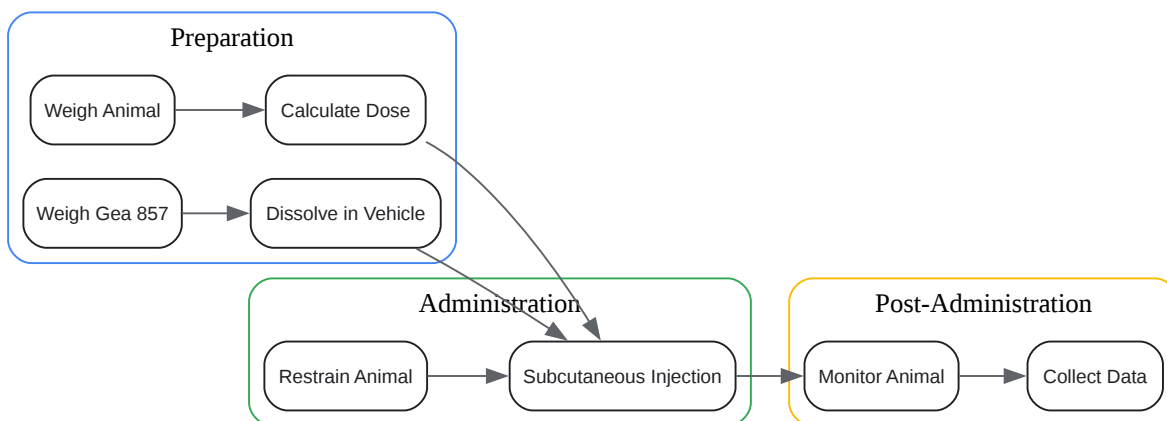 Preparation
Weigh Animal
Calculate Dose
Weigh Gea 857
Dissolve in Vehicle
Administration
Restrain Animal
Subcutaneous Injection
Post-Administration
Monitor Animal
Collect Data